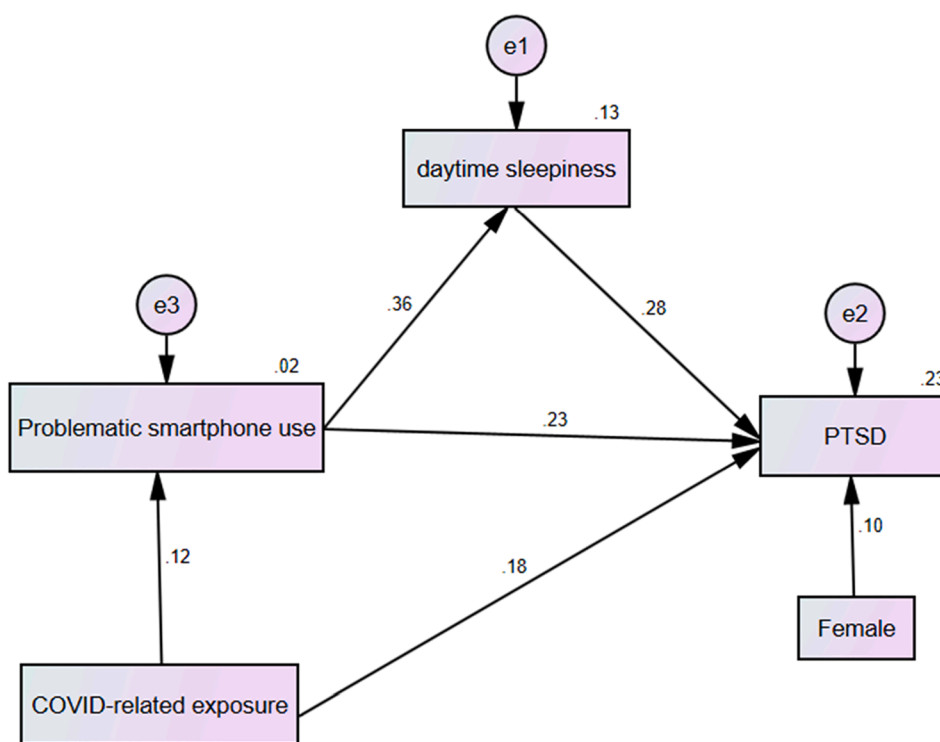 e1
.13
daytime sleepiness
e3
.36
.28
e2
.02
.23
Problematic smartphone use
.23
PTSD
.12
.18
.10
Female
COVID-related exposure